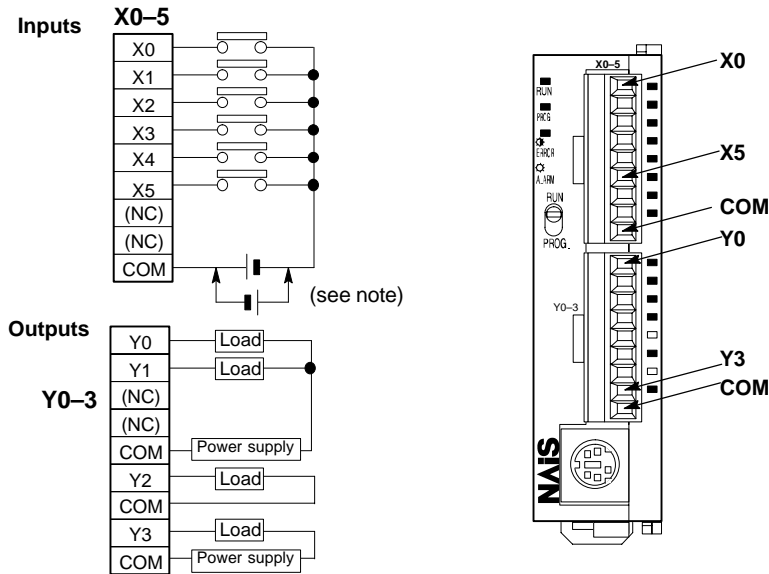 Inputs
X0–5
X0
X1
X2
X3
X4
X5
(NC)
(NC)
COM
(see note)
Outputs
Y0–3
Y0 Load
Y1 Load
(NC)
(NC)
COM Power supply
Y2 Load
COM
Y3 Load
COM Power supply
X0–5
RUN
PROG.
ERROR
ALARM
RUN
PROG.
Y0–3
NAiS
X0
X5
COM
Y0
Y3
COM